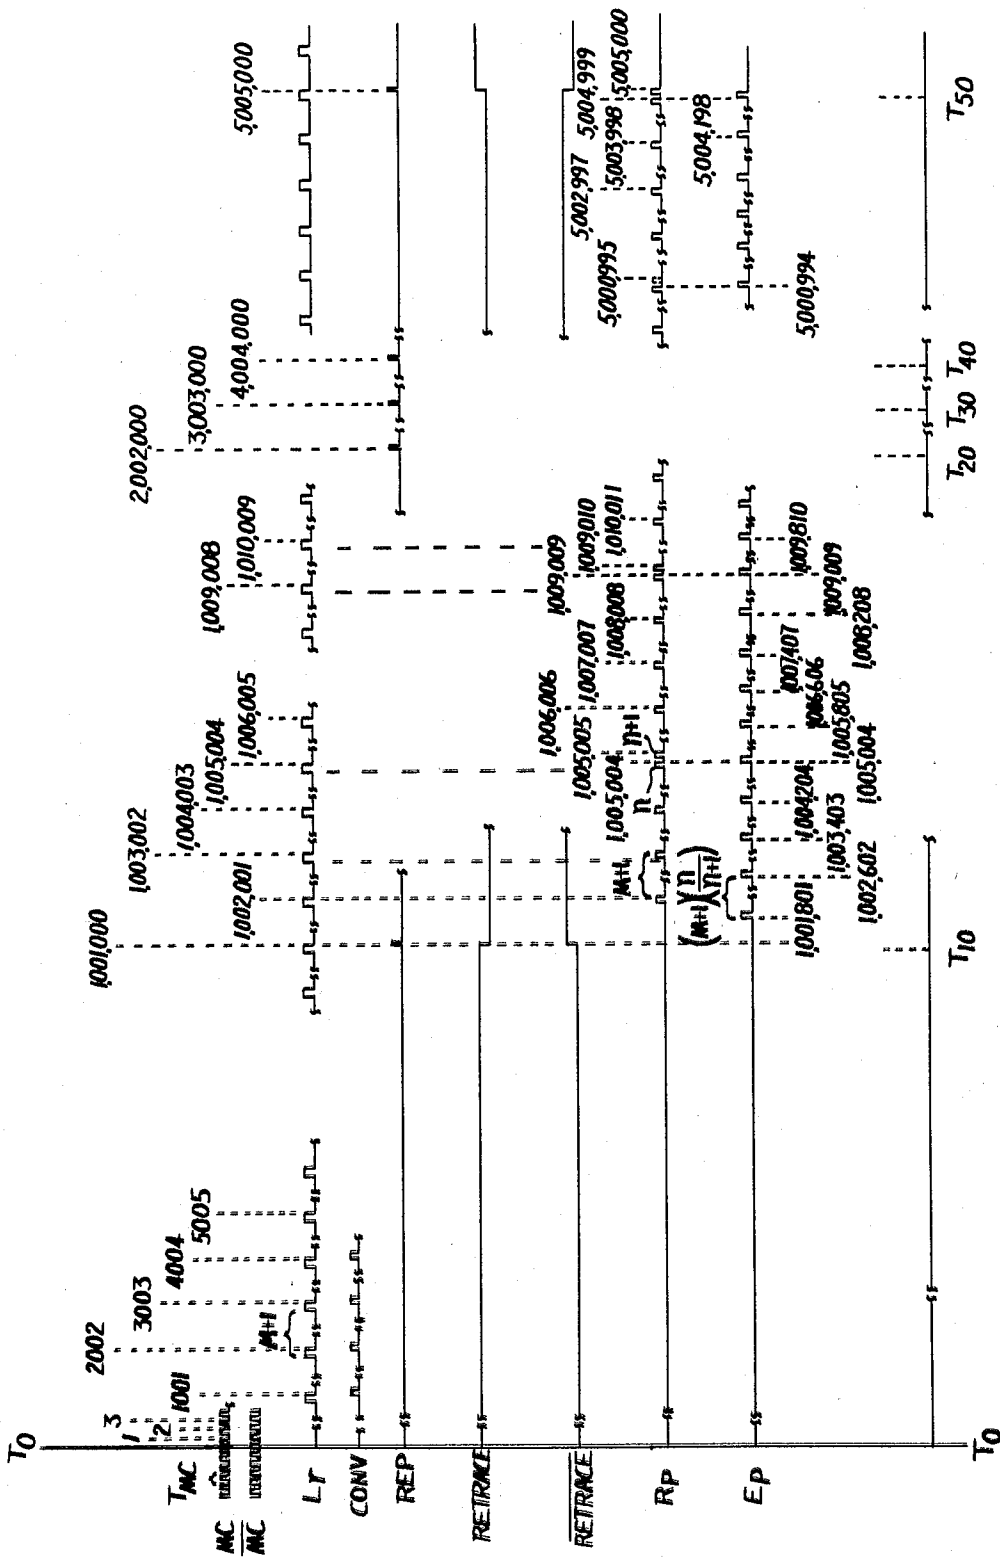 T0
1 3
2
1001
2002
3003
4004
5005
1,001,000
1,002,001
1,003,002
1,004,003
1,005,004
1,006,005
1,009,008
1,010,009
2,002,000
3,003,000
4,004,000
5,005,000
TMC
MC
MC
Lr
M+1
CONV
REP
RETRACE
RETRACE
RP
M+1
1,005,004
n
1,005,005
n+1
1,006,006
1,007,007
1,008,008
1,009,009
1,009,010
1,010,011
5,000,995
5,002,997
5,003,998
5,004,999
5,005,000
EP
(M+1)(n/n+1)
1,001,801
1,002,602
1,003,403
1,004,204
1,005,004
1,005,805
1,006,606
1,007,407
1,008,208
1,009,009
1,009,810
5,000,994
5,004,198
T0
T10
T20
T30
T40
T50